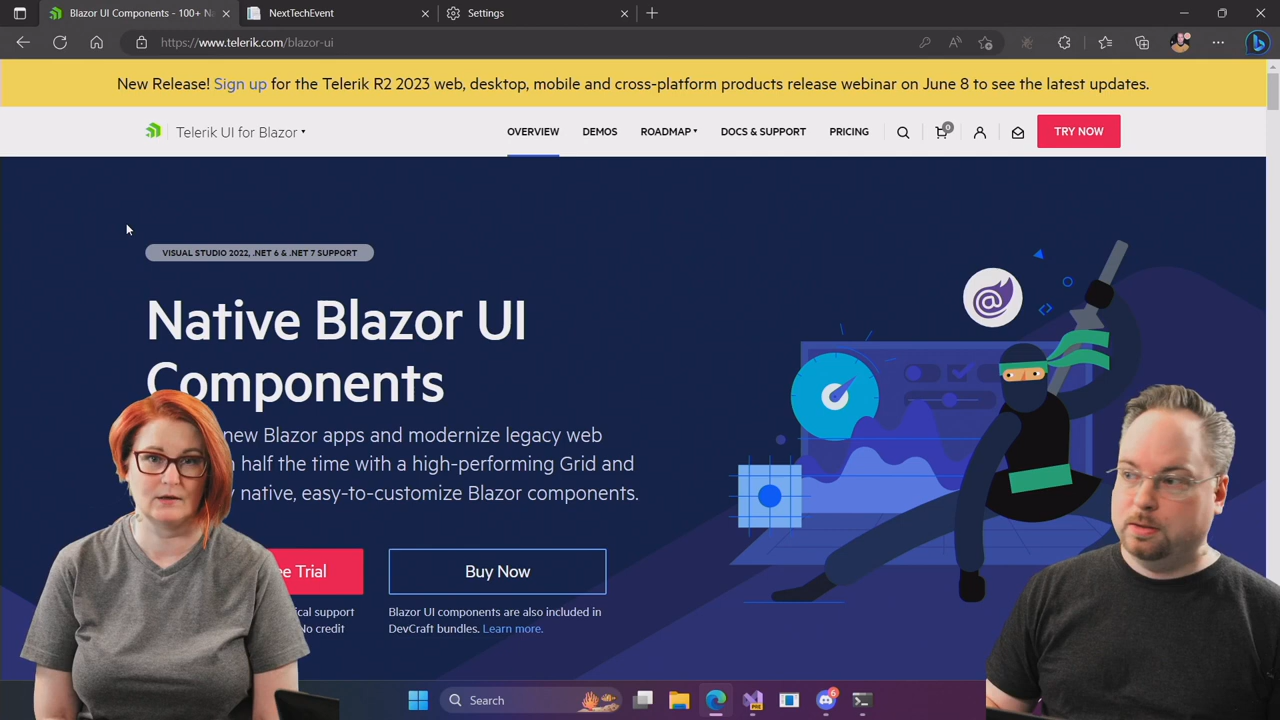 Blazor UI Components - 100+ N
NextTechEvent
Settings
https://www.telerik.com/blazor-ui
New Release! Sign up for the Telerik R2 2023 web, desktop, mobile and cross-platform products release webinar on June 8 to see the latest updates.
Telerik UI for Blazor
OVERVIEW
DEMOS
ROADMAP
DOCS & SUPPORT
PRICING
0
TRY NOW
VISUAL STUDIO 2022, .NET 6 & .NET 7 SUPPORT
Native Blazor UI
Components
new Blazor apps and modernize legacy web
half the time with a high-performing Grid and
native, easy-to-customize Blazor components.
Trial
Buy Now
support
Blazor UI components are also included in
No credit
DevCraft bundles. Learn more.
Search
6